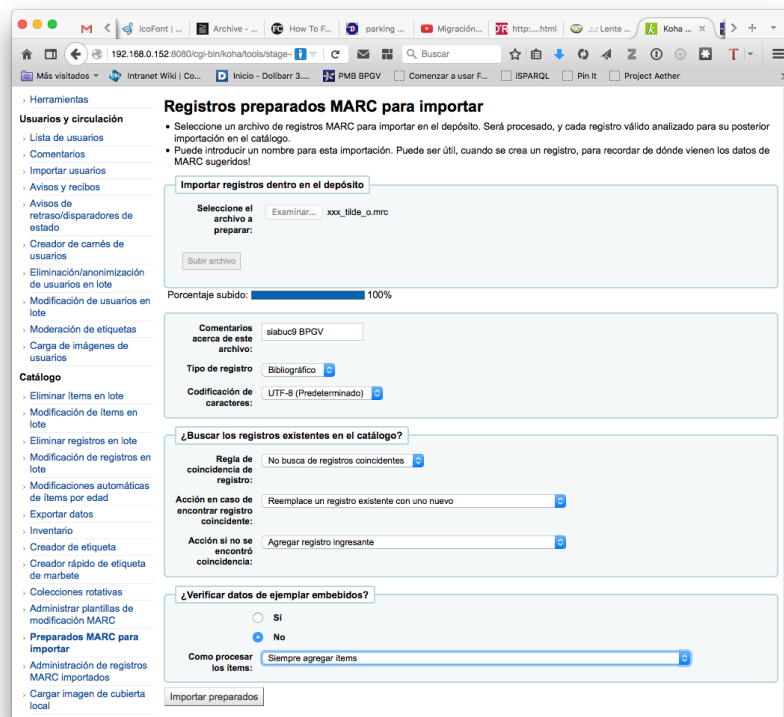 IcoFont | ...
Archive - ...
How To F...
parking ...
Migración...
http:....html
.:.: Lente ...
Koha ...
192.168.0.152:8080/cgi-bin/koha/tools/stage-
Buscar
Más visitados
Intranet Wiki | Co...
Inicio - Dolibarr 3....
PMB BPGV
Comenzar a usar F...
iSPARQL
Pin It
Project Aether
Herramientas
Usuarios y circulación
Lista de usuarios
Comentarios
Importar usuarios
Avisos y recibos
Avisos de
retraso/disparadores de
estado
Creador de carnés de
usuarios
Eliminación/anonimización
de usuarios en lote
Modificación de usuarios en
lote
Moderación de etiquetas
Carga de imágenes de
usuarios
Catálogo
Eliminar ítems en lote
Modificación de ítems en
lote
Eliminar registros en lote
Modificación de registros en
lote
Modificaciones automáticas
de ítems por edad
Exportar datos
Inventario
Creador de etiqueta
Creador rápido de etiqueta
de marbete
Colecciones rotativas
Administrar plantillas de
modificación MARC
Preparados MARC para
importar
Administración de registros
MARC importados
Cargar imagen de cubierta
local
Registros preparados MARC para importar
• Seleccione un archivo de registros MARC para importar en el depósito. Será procesado, y cada registro válido analizado para su posterior
importación en el catálogo.
• Puede introducir un nombre para esta importación. Puede ser útil, cuando se crea un registro, para recordar de dónde vienen los datos de
MARC sugeridos!
Importar registros dentro en el depósito
Seleccione el
archivo a
preparar:
Examinar... xxx_tilde_o.mrc
Subir archivo
Porcentaje subido: 100%
Comentarios
acerca de este
archivo:
siabuc9 BPGV
Tipo de registro Bibliográfico
Codificación de
caracteres:
UTF-8 (Predeterminado)
¿Buscar los registros existentes en el catálogo?
Regla de
coincidencia de
registro:
No busca de registros coincidentes
Acción en caso de
encontrar registro
coincidente:
Reemplace un registro existente con uno nuevo
Acción si no se
encontró
coincidencia:
Agregar registro ingresante
¿Verificar datos de ejemplar embebidos?
Sí
No
Como procesar
los ítems:
Siempre agregar ítems
Importar preparados